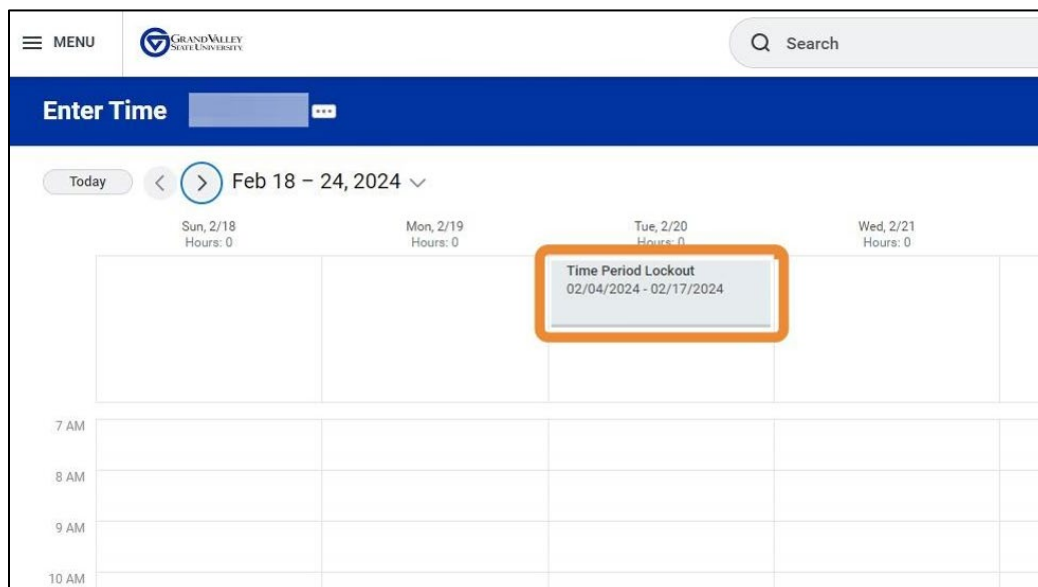 MENU
GRAND VALLEY
STATE UNIVERSITY
Search
Enter Time
Today
Feb 18 – 24, 2024
Sun, 2/18
Hours: 0
Mon, 2/19
Hours: 0
Tue, 2/20
Hours: 0
Wed, 2/21
Hours: 0
Time Period Lockout
02/04/2024 - 02/17/2024
7 AM
8 AM
9 AM
10 AM